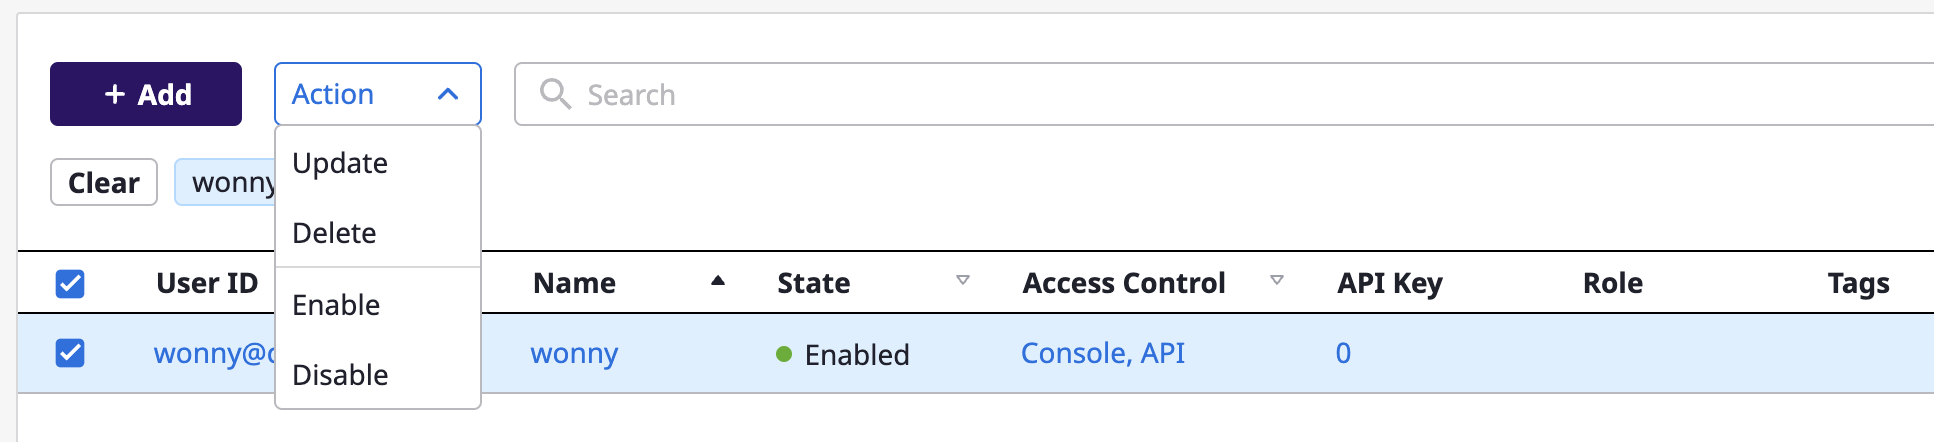 + Add Action Search
Update
Clear wonny
Delete
User ID Name State Access Control API Key Role Tags
Enable
wonny Enabled Console, API 0
Disable